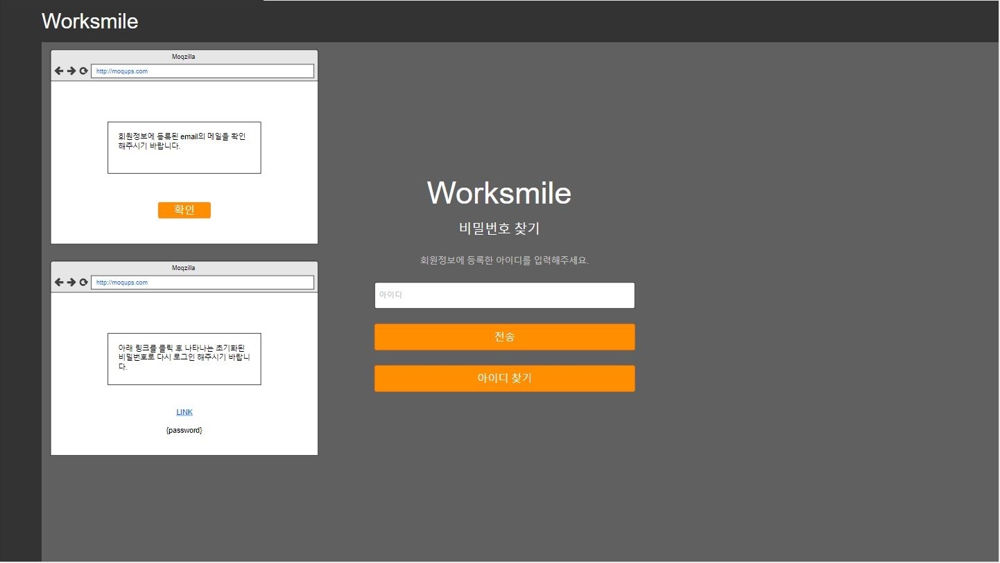 Worksmile
Moqzilla
http://moqups.com
회원정보에 등록된 email의 메일을 확인
해주시기 바랍니다.
확인
Moqzilla
http://moqups.com
아래 링크를 클릭 후 나타나는 초기화된
비밀번호로 다시 로그인 해주시기 바랍니
다.
LINK
{password}
Worksmile
비밀번호 찾기
회원정보에 등록한 아이디를 입력해주세요.
아이디
전송
아이디 찾기